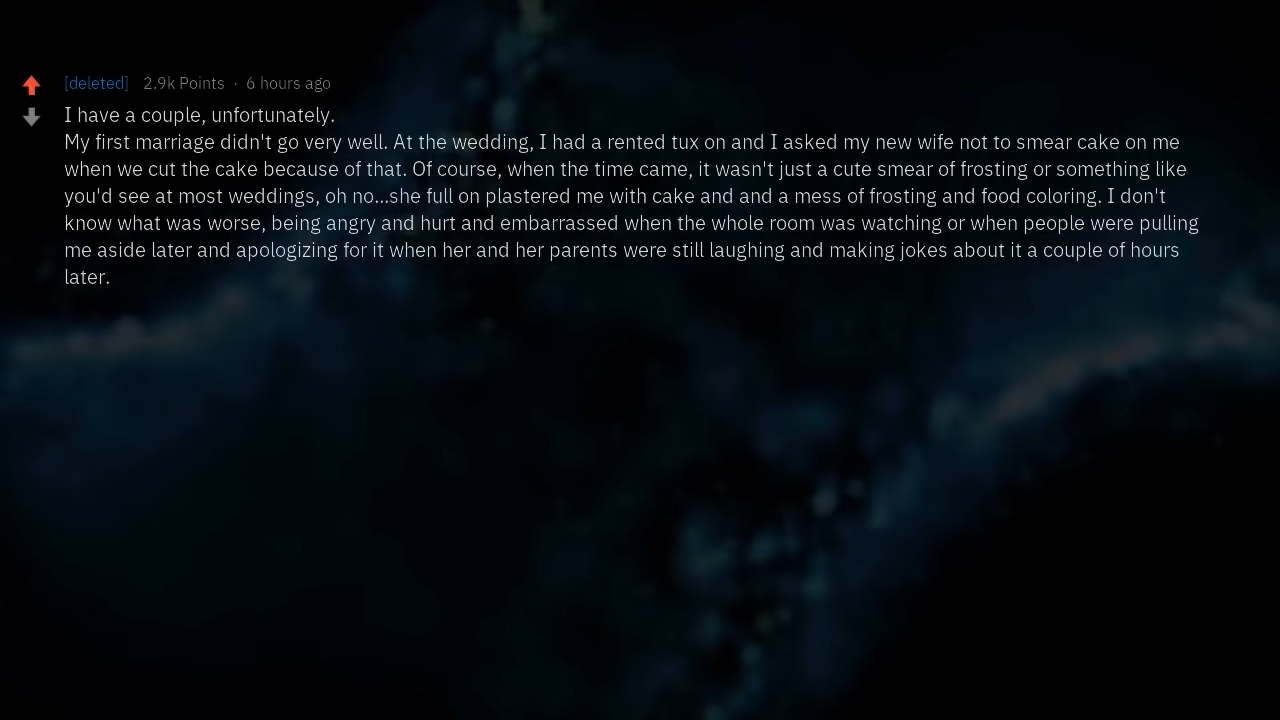 [deleted] 2.9k Points · 6 hours ago
I have a couple, unfortunately.
My first marriage didn't go very well. At the wedding, I had a rented tux on and I asked my new wife not to smear cake on me
when we cut the cake because of that. Of course, when the time came, it wasn't just a cute smear of frosting or something like
you'd see at most weddings, oh no...she full on plastered me with cake and and a mess of frosting and food coloring. I don't
know what was worse, being angry and hurt and embarrassed when the whole room was watching or when people were pulling
me aside later and apologizing for it when her and her parents were still laughing and making jokes about it a couple of hours
later.